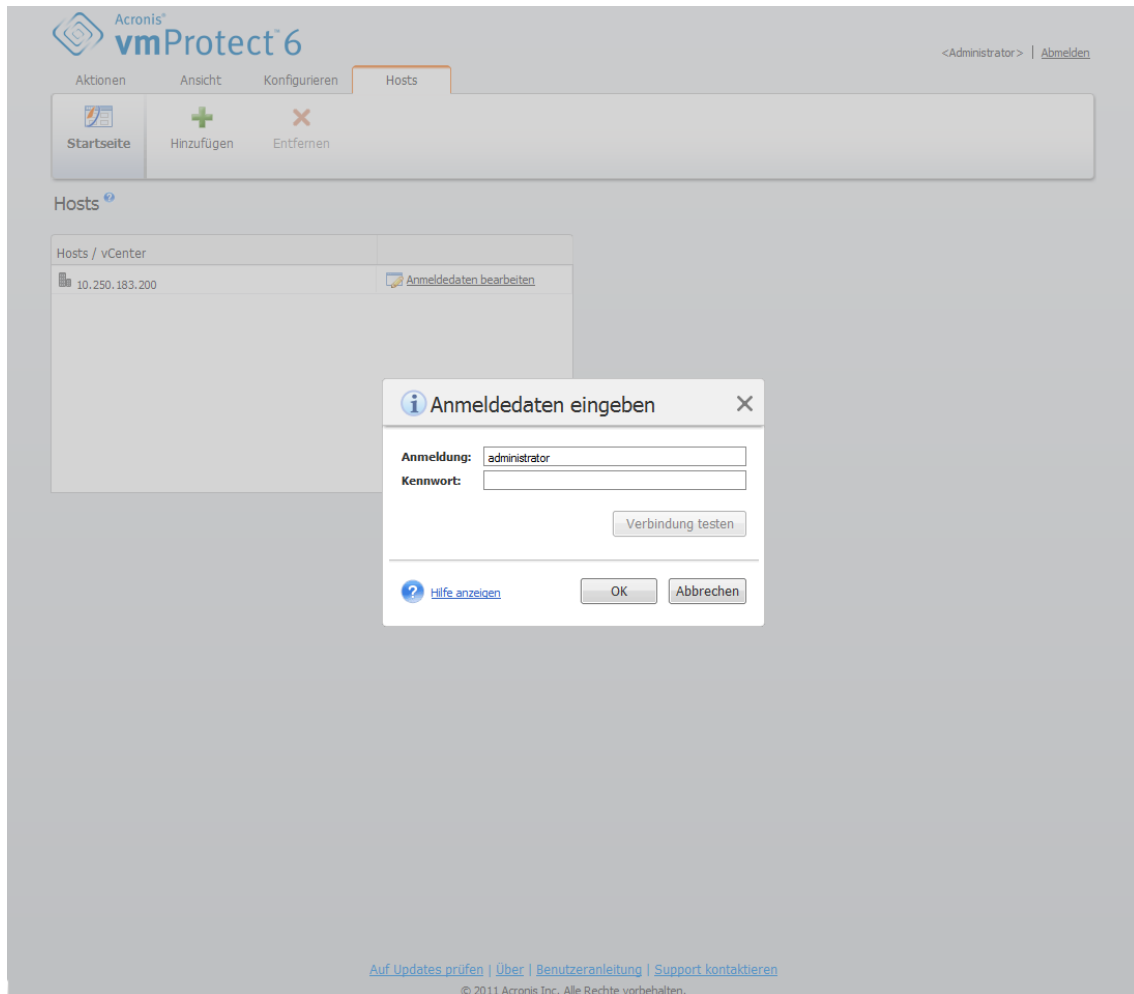 Acronis®
vmProtect™ 6
<Administrator> | Abmelden
Aktionen Ansicht Konfigurieren Hosts
Startseite Hinzufügen Entfernen
Hosts ?
Hosts / vCenter
10.250.183.200 Anmeldedaten bearbeiten
i Anmeldedaten eingeben
Anmeldung: administrator
Kennwort:
Verbindung testen
? Hilfe anzeigen OK Abbrechen
Auf Updates prüfen | Über | Benutzeranleitung | Support kontaktieren
© 2011 Acronis Inc. Alle Rechte vorbehalten.